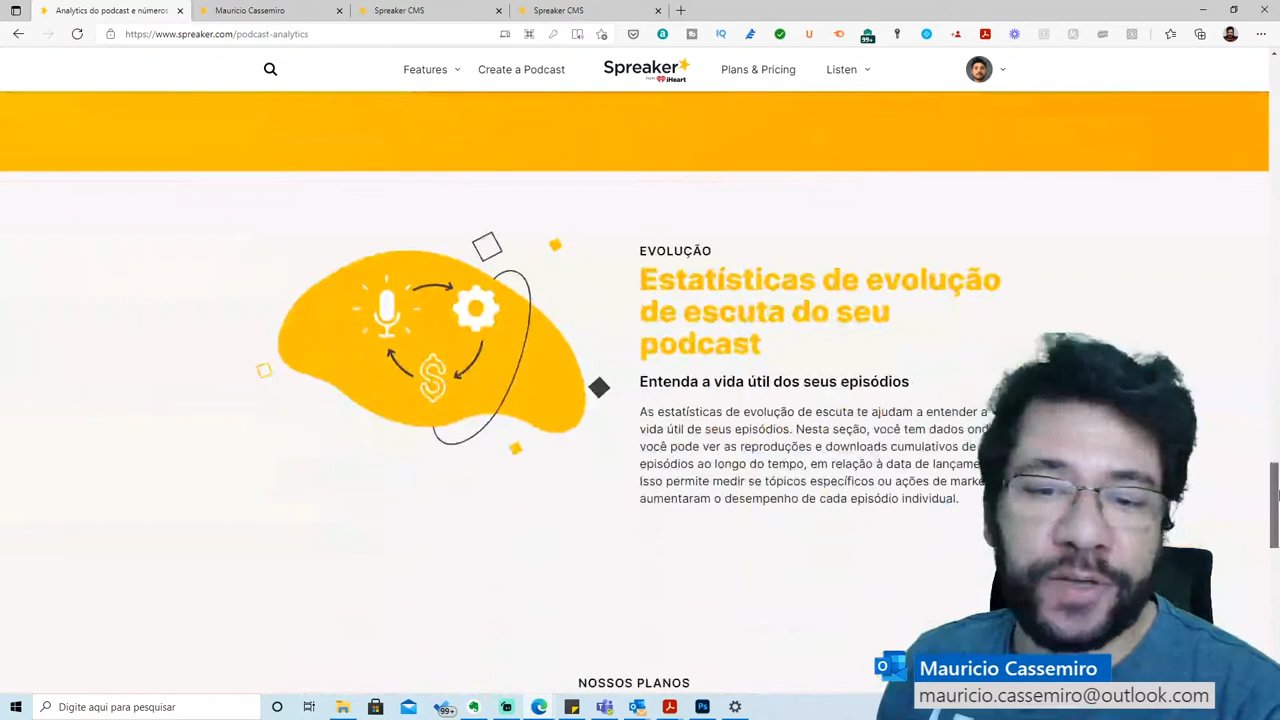 Analytics do podcast e números
Mauricio Cassemiro
Spreaker CMS
Spreaker CMS
https://www.spreaker.com/podcast-analytics
99+
Features
Create a Podcast
Spreaker
iHeart
Plans & Pricing
Listen
EVOLUÇÃO
Estatísticas de evolução
de escuta do seu
podcast
Entenda a vida útil dos seus episódios
As estatísticas de evolução de escuta te ajudam a entender a
vida útil de seus episódios. Nesta seção, você tem dados ond
você pode ver as reproduções e downloads cumulativos de
episódios ao longo do tempo, em relação à data de lançame
Isso permite medir se tópicos específicos ou ações de marke
aumentaram o desempenho de cada episódio individual.
NOSSOS PLANOS
Mauricio Cassemiro
mauricio.cassemiro@outlook.com
Digite aqui para pesquisar
99+